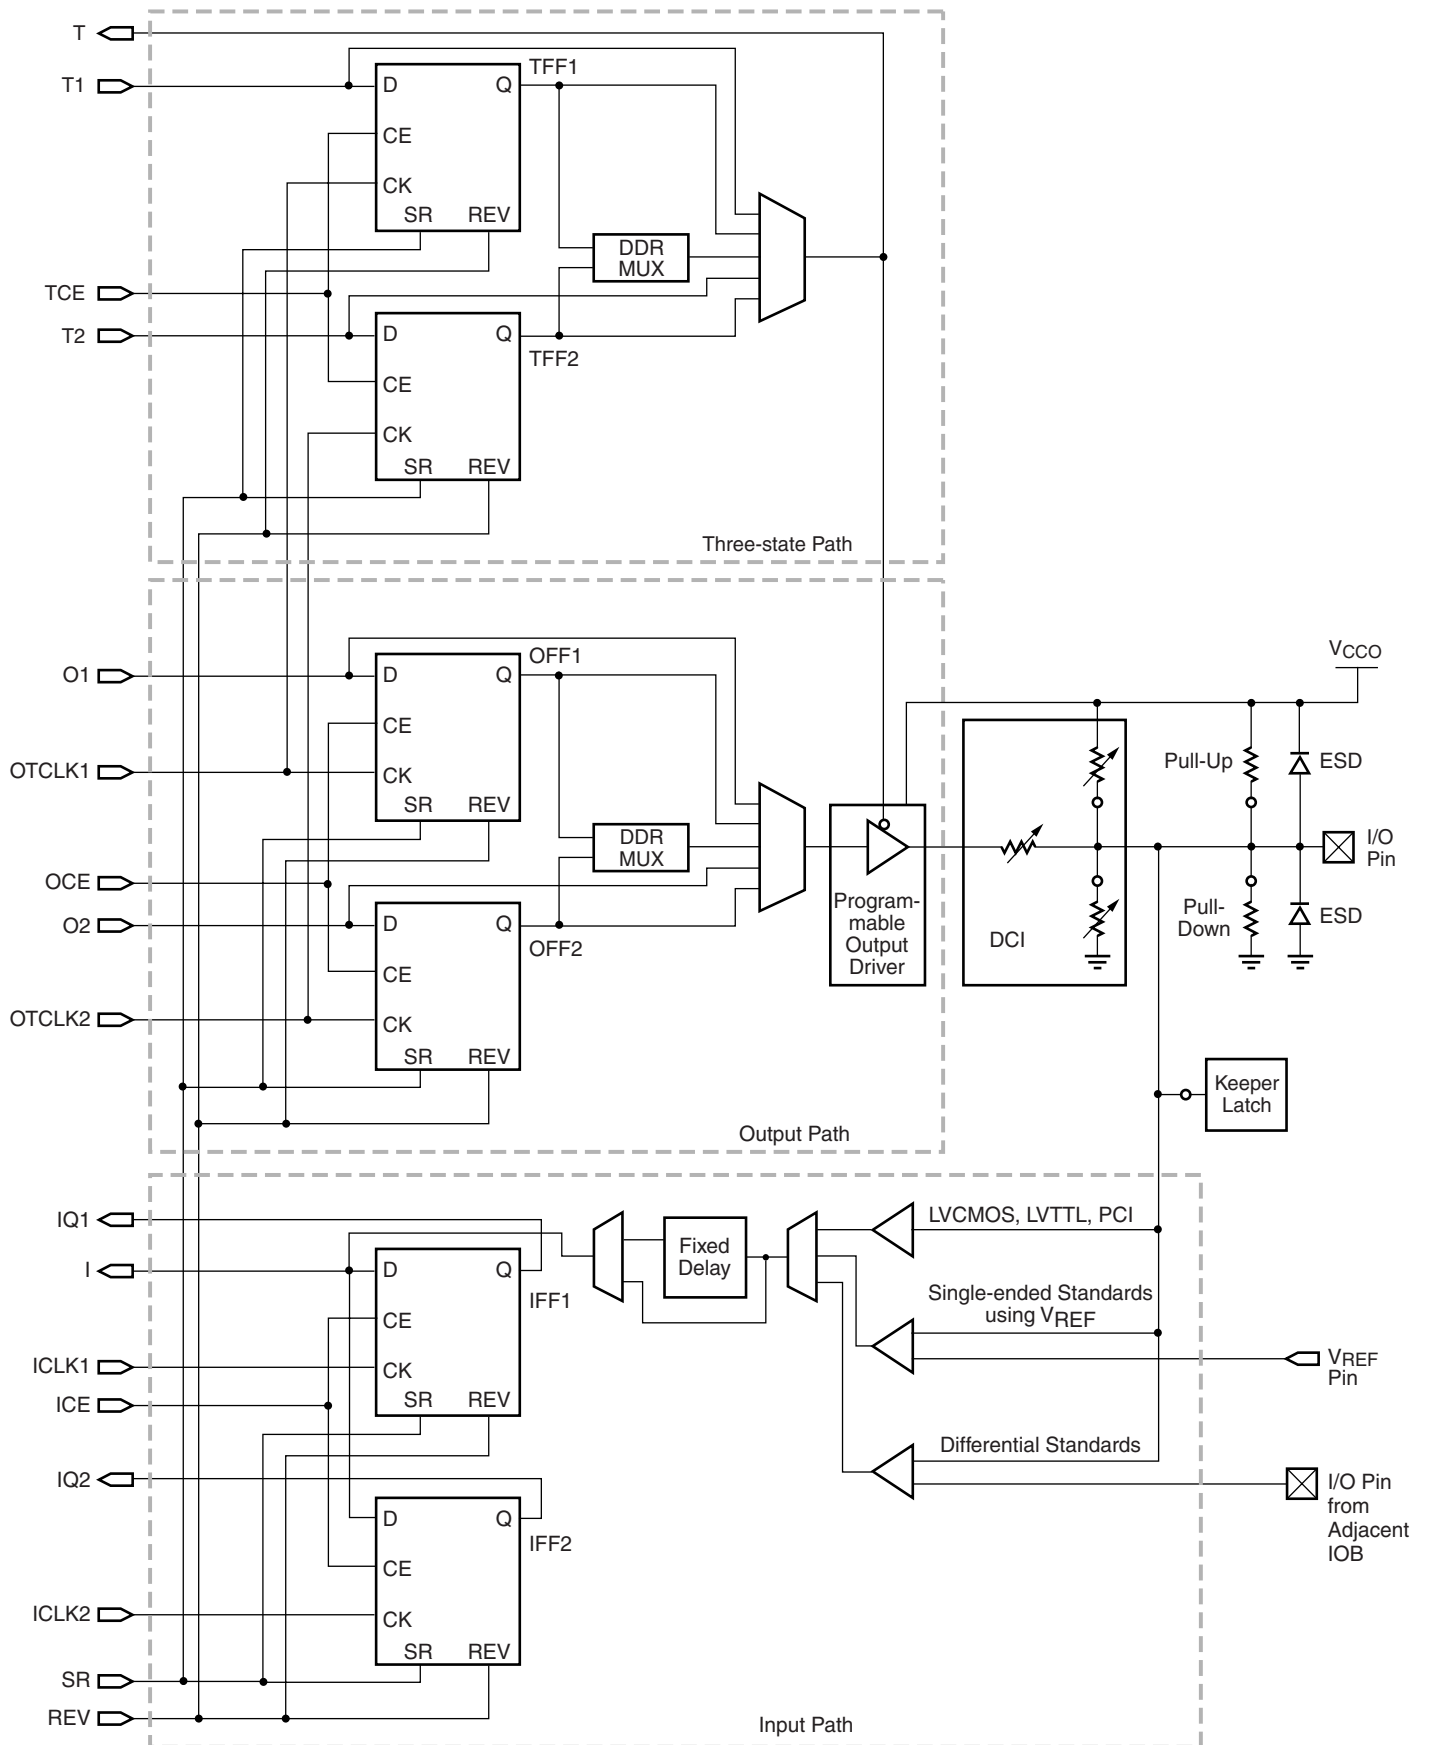 T
TFF1
T1
D
Q
CE
CK
SR
REV
DDR
MUX
TCE
T2
D
Q
TFF2
CE
CK
SR
REV
Three-state Path
VCCO
O1
D
Q
OFF1
CE
OTCLK1
CK
SR
REV
DDR
MUX
Pull-Up
ESD
I/O
Pin
OCE
O2
D
Q
OFF2
CE
OTCLK2
CK
SR
REV
Program-
mable
Output
Driver
DCI
Pull-
Down
ESD
Keeper
Latch
Output Path
IQ1
I
D
Q
IFF1
CE
ICLK1
CK
ICE
SR
REV
Fixed
Delay
LVCMOS, LVTTL, PCI
Single-ended Standards
using VREF
VREF
Pin
Differential Standards
I/O Pin
from
Adjacent
IOB
IQ2
D
Q
IFF2
CE
ICLK2
CK
SR
REV
SR
REV
Input Path